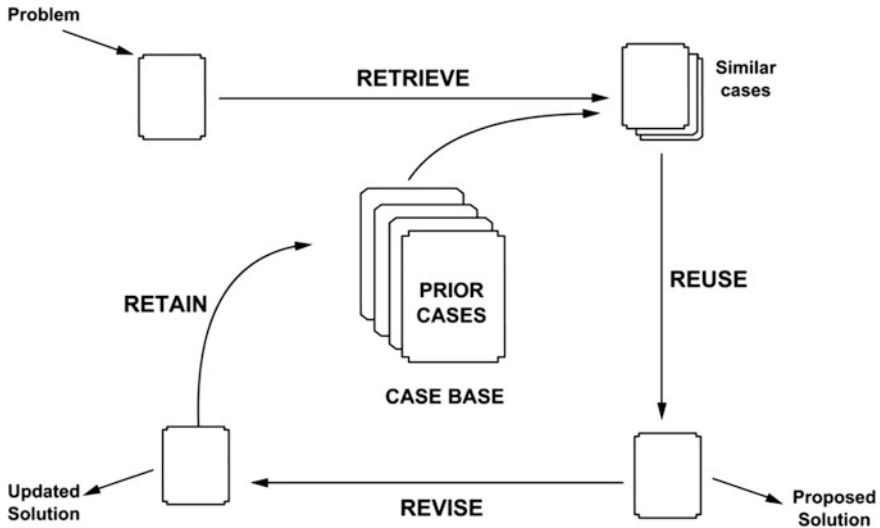 Problem
RETRIEVE
Similar
cases
PRIOR
CASES
RETAIN
REUSE
CASE BASE
Updated
Solution
REVISE
Proposed
Solution